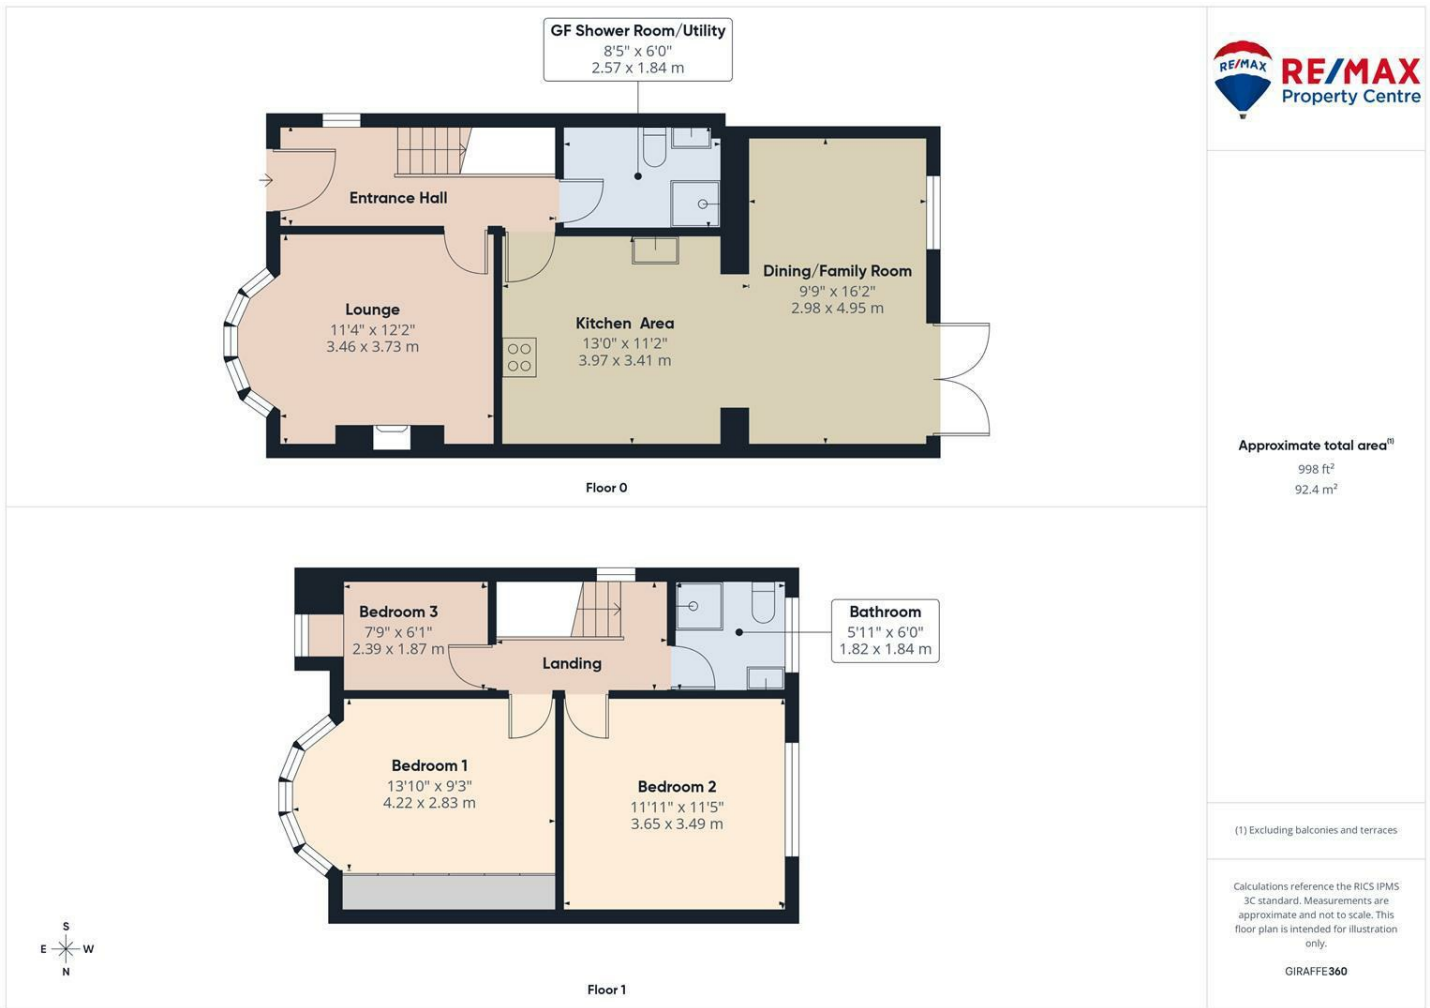 GF Shower Room/Utility
8'5" x 6'0"
2.57 x 1.84 m
Entrance Hall
Lounge
11'4" x 12'2"
3.46 x 3.73 m
Kitchen Area
13'0" x 11'2"
3.97 x 3.41 m
Dining/Family Room
9'9" x 16'2"
2.98 x 4.95 m
Floor 0
Bedroom 3
7'9" x 6'1"
2.39 x 1.87 m
Landing
Bathroom
5'11" x 6'0"
1.82 x 1.84 m
Bedroom 1
13'10" x 9'3"
4.22 x 2.83 m
Bedroom 2
11'11" x 11'5"
3.65 x 3.49 m
S
E W
N
Floor 1
RE/MAX
RE/MAX
Property Centre
Approximate total area(1)
998 ft²
92.4 m²
(1) Excluding balconies and terraces
Calculations reference the RICS IPMS
3C standard. Measurements are
approximate and not to scale. This
floor plan is intended for illustration
only.
GIRAFFE360